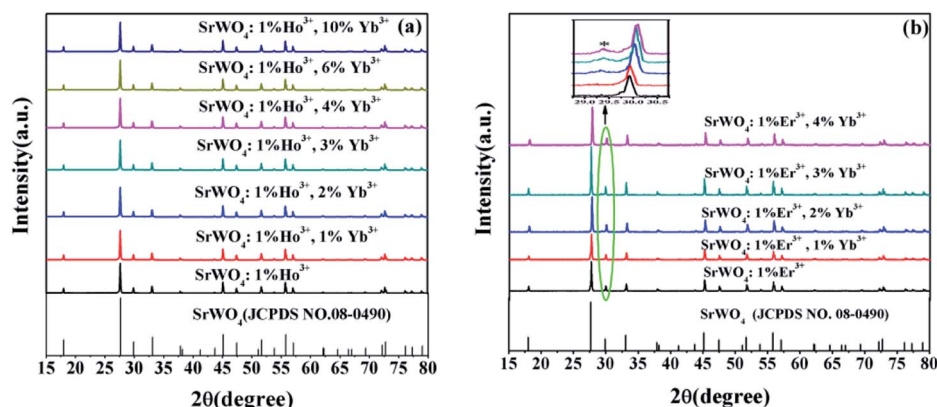 (a)
SrWO₄: 1%Ho³⁺, 10% Yb³⁺
SrWO₄: 1%Ho³⁺, 6% Yb³⁺
SrWO₄: 1%Ho³⁺, 4% Yb³⁺
SrWO₄: 1%Ho³⁺, 3% Yb³⁺
SrWO₄: 1%Ho³⁺, 2% Yb³⁺
SrWO₄: 1%Ho³⁺, 1% Yb³⁺
SrWO₄: 1%Ho³⁺
SrWO₄(JCPDS NO.08-0490)
Intensity(a.u.)
15 20 25 30 35 40 45 50 55 60 65 70 75 80
2θ(degree)
(b)
*
29.0 29.5 30.0 30.5
SrWO₄: 1%Er³⁺, 4% Yb³⁺
SrWO₄: 1%Er³⁺, 3% Yb³⁺
SrWO₄: 1%Er³⁺, 2% Yb³⁺
SrWO₄: 1%Er³⁺, 1% Yb³⁺
SrWO₄: 1%Er³⁺
SrWO₄ (JCPDS NO. 08-0490)
Intensity(a.u.)
15 20 25 30 35 40 45 50 55 60 65 70 75 80
2θ(degree)